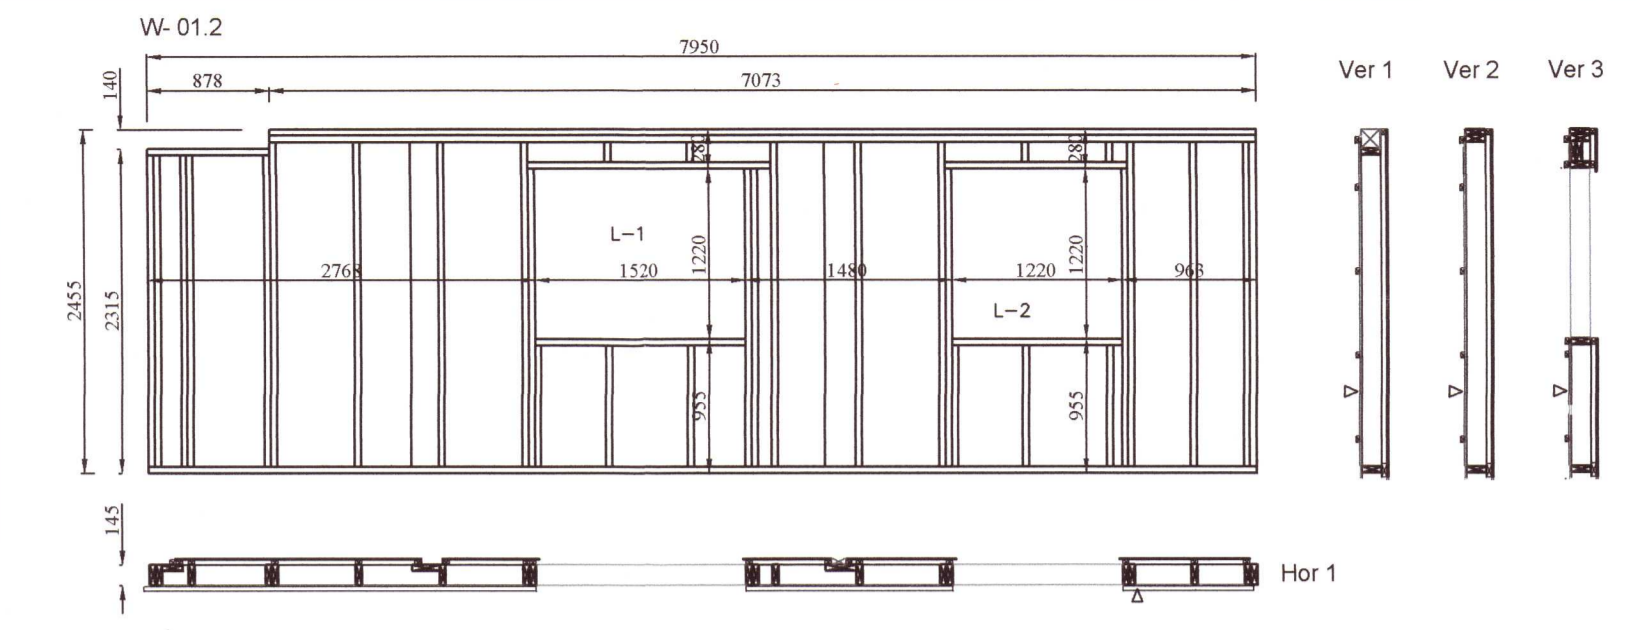 W- 01.2
7950
Ver 1 Ver 2 Ver 3
140 878 7073
280 280
L-1
1220 1220
2768 1520 1480 1220 963
2455 2315 L-2
955 955
145
Hor 1